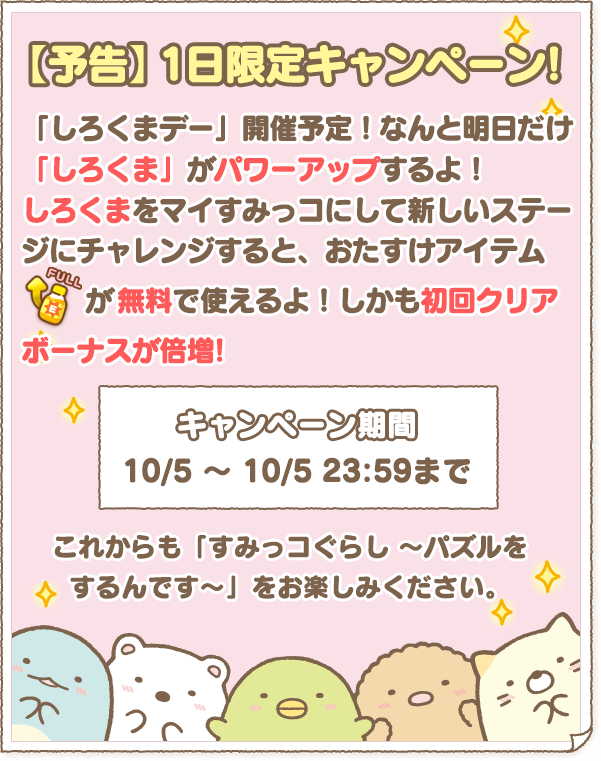 【予告】1日限定キャンペーン!
「しろくまデー」開催予定！なんと明日だけ
「しろくま」がパワーアップするよ！
しろくまをマイすみっコにして新しいステー
ジにチャレンジすると、おたすけアイテム
FULL
が無料で使えるよ！しかも初回クリア
ボーナスが倍増!
キャンペーン期間
10/5 ～ 10/5 23:59まで
これからも「すみっコぐらし ～パズルを
するんです～」をお楽しみください。